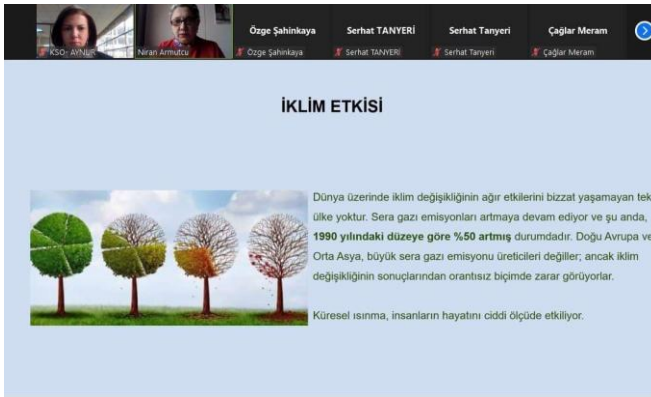 Özge Şahinkaya
Serhat TANYERİ
Serhat Tanyeri
Çağlar Meram
KSO- AYNUR
Niran Armutcu
Özge Şahinkaya
Serhat TANYERİ
Serhat Tanyeri
Çağlar Meram
İKLİM ETKİSİ
Dünya üzerinde iklim değişikliğinin ağır etkilerini bizzat yaşamayan tek
ülke yoktur. Sera gazı emisyonları artmaya devam ediyor ve şu anda,
1990 yılındaki düzeye göre %50 artmış durumdadır. Doğu Avrupa ve
Orta Asya, büyük sera gazı emisyonu üreticileri değiller; ancak iklim
değişikliğinin sonuçlarından orantısız biçimde zarar görüyorlar.
Küresel ısınma, insanların hayatını ciddi ölçüde etkiliyor.